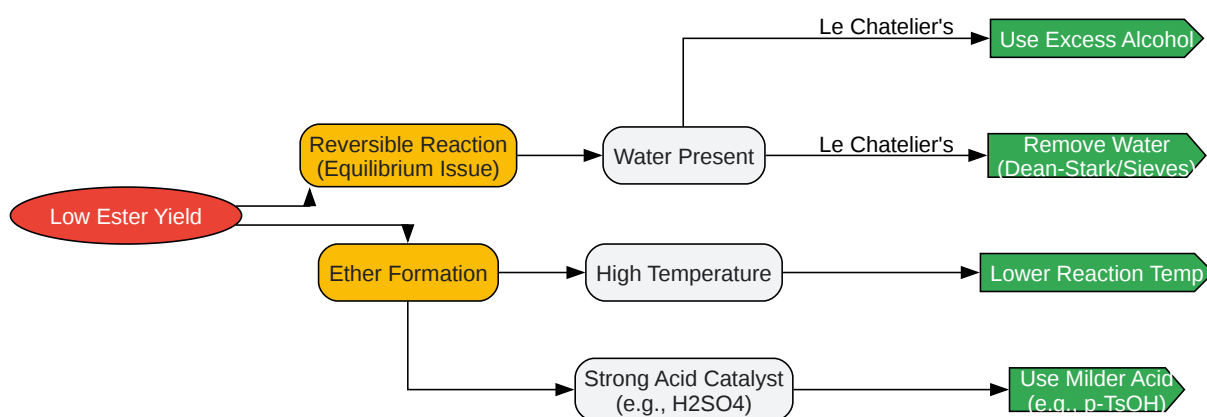 Le Chatelier's
Use Excess Alcohol
Reversible Reaction
(Equilibrium Issue)
Water Present
Le Chatelier's
Remove Water
(Dean-Stark/Sieves)
Low Ester Yield
Ether Formation
High Temperature
Lower Reaction Temp
Strong Acid Catalyst
(e.g., H2SO4)
Use Milder Acid
(e.g., p-TsOH)